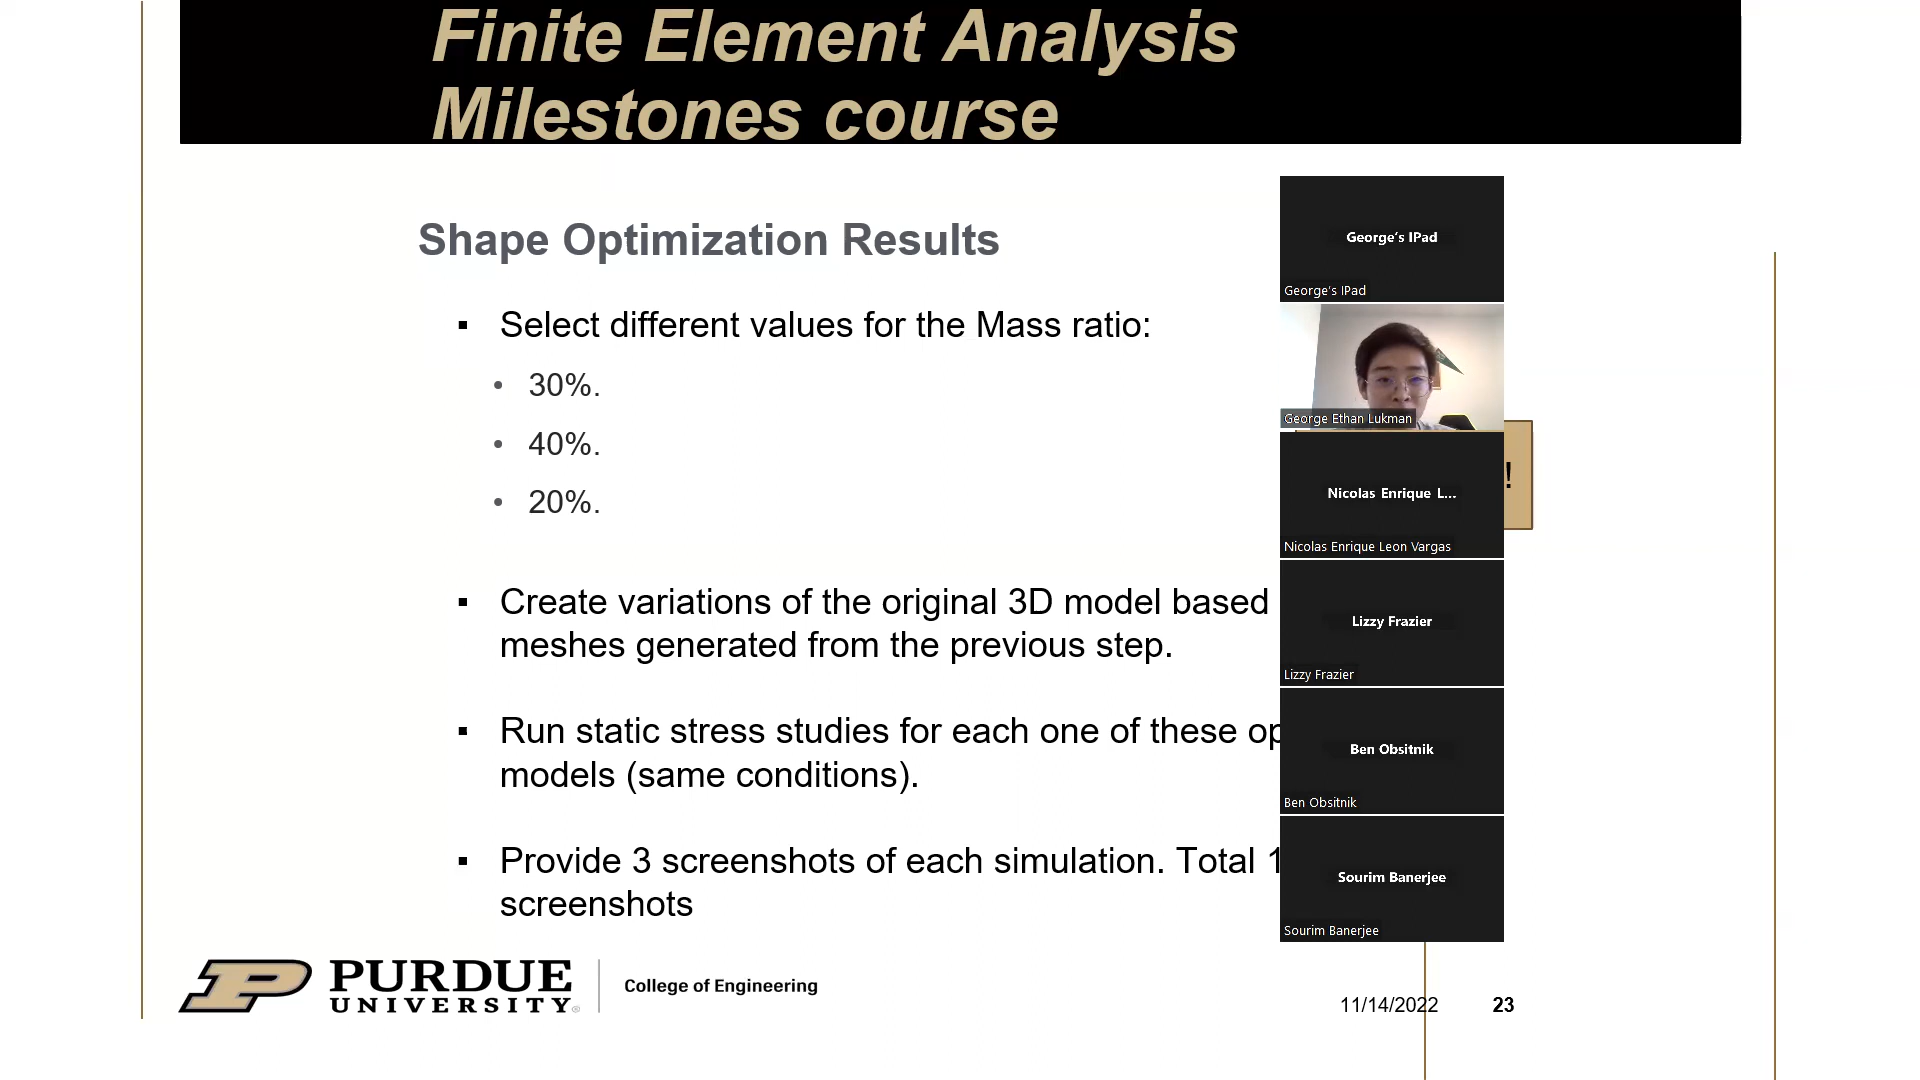 Finite Element Analysis
Milestones course
Shape Optimization Results
▪ Select different values for the Mass ratio:
• 30%.
• 40%.
• 20%.
▪ Create variations of the original 3D model based
meshes generated from the previous step.
▪ Run static stress studies for each one of these
models (same conditions).
▪ Provide 3 screenshots of each simulation. Total
screenshots
George's IPad
George's IPad
George Ethan Lukman
!
Nicolas Enrique L...
Nicolas Enrique Leon Vargas
Lizzy Frazier
Lizzy Frazier
Ben Obsitnik
Ben Obsitnik
Sourim Banerjee
Sourim Banerjee
PURDUE
UNIVERSITY®
College of Engineering
11/14/2022
23